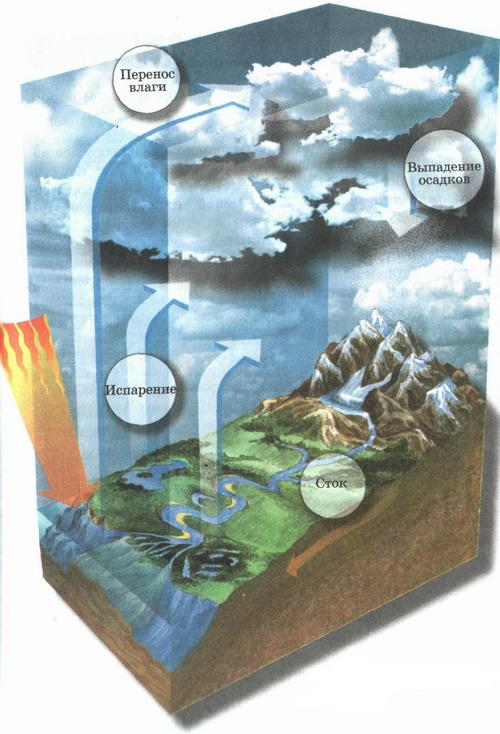 Перенос
влаги
Выпадение
осадков
Испарение
Сток